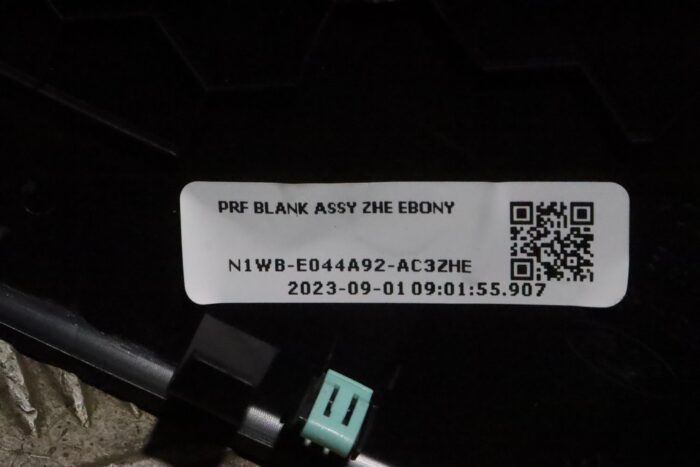 PRF BLANK ASSY ZHE EBONY
N1WB-E044A92-AC3ZHE
2023-09-01 09:01:55.907